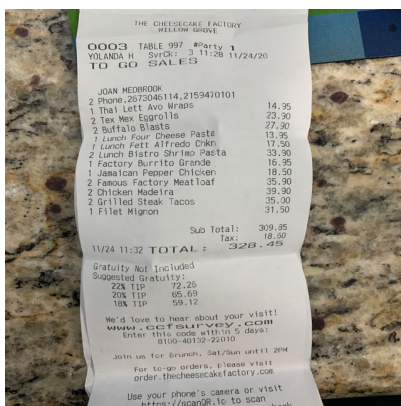 THE CHEESECAKE FACTORY
WILLOW GROVE
0003 TABLE 997 #Party 1
YOLANDA H SvrCk: 3 11:28 11/24/20
TO GO SALES
JOAN MEDBROOK
2 Phone,2673046114,2159470101
1 Thai Lett Avo Wraps 14.95
2 Tex Mex Eggrolls 23.90
2 Buffalo Blasts 27.90
1 Lunch Four Cheese Pasta 13.95
1 Lunch Fett Alfredo Chkn 17.50
2 Lunch Bistro Shrimp Pasta 33.90
1 Factory Burrito Grande 16.95
1 Jamaican Pepper Chicken 18.50
2 Famous Factory Meatloaf 35.90
2 Chicken Madeira 39.90
2 Grilled Steak Tacos 35.00
1 Filet Mignon 31.50
Sub Total: 309.85
Tax: 18.60
11/24 11:32 TOTAL: 328.45
Gratuity Not Included
Suggested Gratuity:
22% TIP 72.26
20% TIP 65.69
18% TIP 59.12
We'd love to hear about your visit!
www.ccfsurvey.com
Enter this code within 5 days:
8100-40132-22010
Join us for Brunch, Sat/Sun until 2PM
For to-go orders, please visit
order.thecheesecakefactory.com
Use your phone's camera or visit
https://scanQR.io to scan